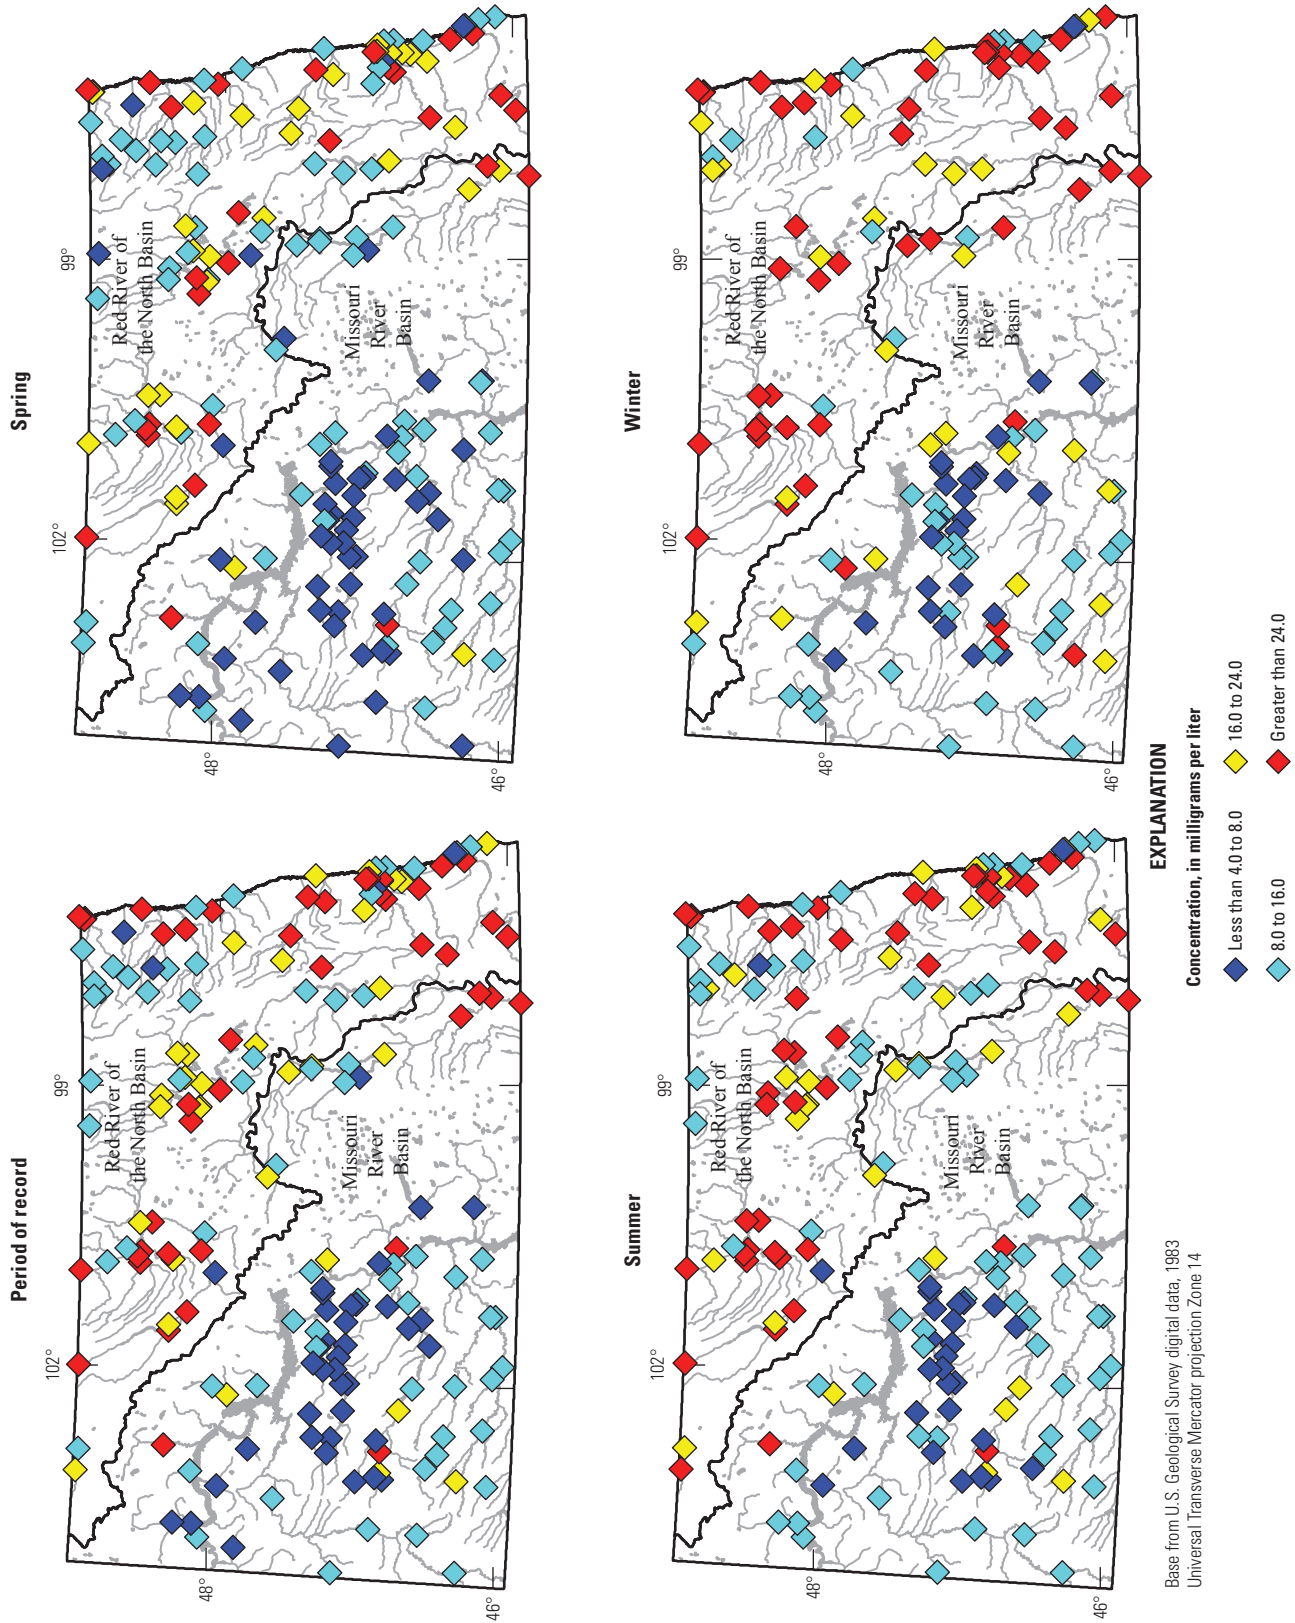 Period of record
102°
99°
Red River of
the North Basin
Missouri
River
Basin
48°
46°
Spring
102°
99°
Red River of
the North Basin
Missouri
River
Basin
48°
46°
Summer
102°
99°
Red River of
the North Basin
Missouri
River
Basin
48°
46°
Winter
102°
99°
Red River of
the North Basin
Missouri
River
Basin
48°
46°
Base from U.S. Geological Survey digital data, 1983
Universal Transverse Mercator projection Zone 14
EXPLANATION
Concentration, in milligrams per liter
Less than 4.0 to 8.0
8.0 to 16.0
16.0 to 24.0
Greater than 24.0